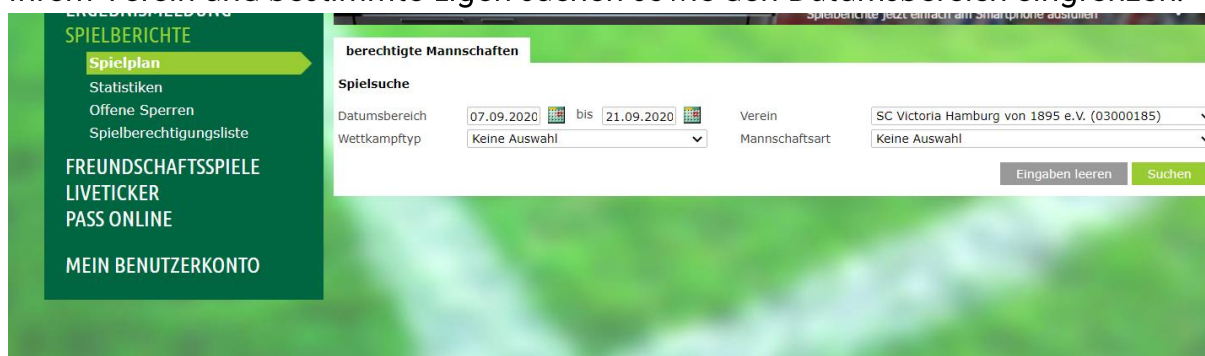 Ihrem Verein und bestimmte Ligen suchen sowie den Datumsbereich eingrenzen.
ERGEBNISMELDUNG
Spielberichte jetzt einfach am Smartphone ausfüllen
SPIELBERICHTE
Spielplan
Statistiken
Offene Sperren
Spielberechtigungsliste
FREUNDSCHAFTSSPIELE
LIVETICKER
PASS ONLINE
MEIN BENUTZERKONTO
berechtigte Mannschaften
Spielsuche
Datumsbereich 07.09.2020 bis 21.09.2020 Verein SC Victoria Hamburg von 1895 e.V. (03000185)
Wettkampftyp Keine Auswahl Mannschaftsart Keine Auswahl
Eingaben leeren Suchen